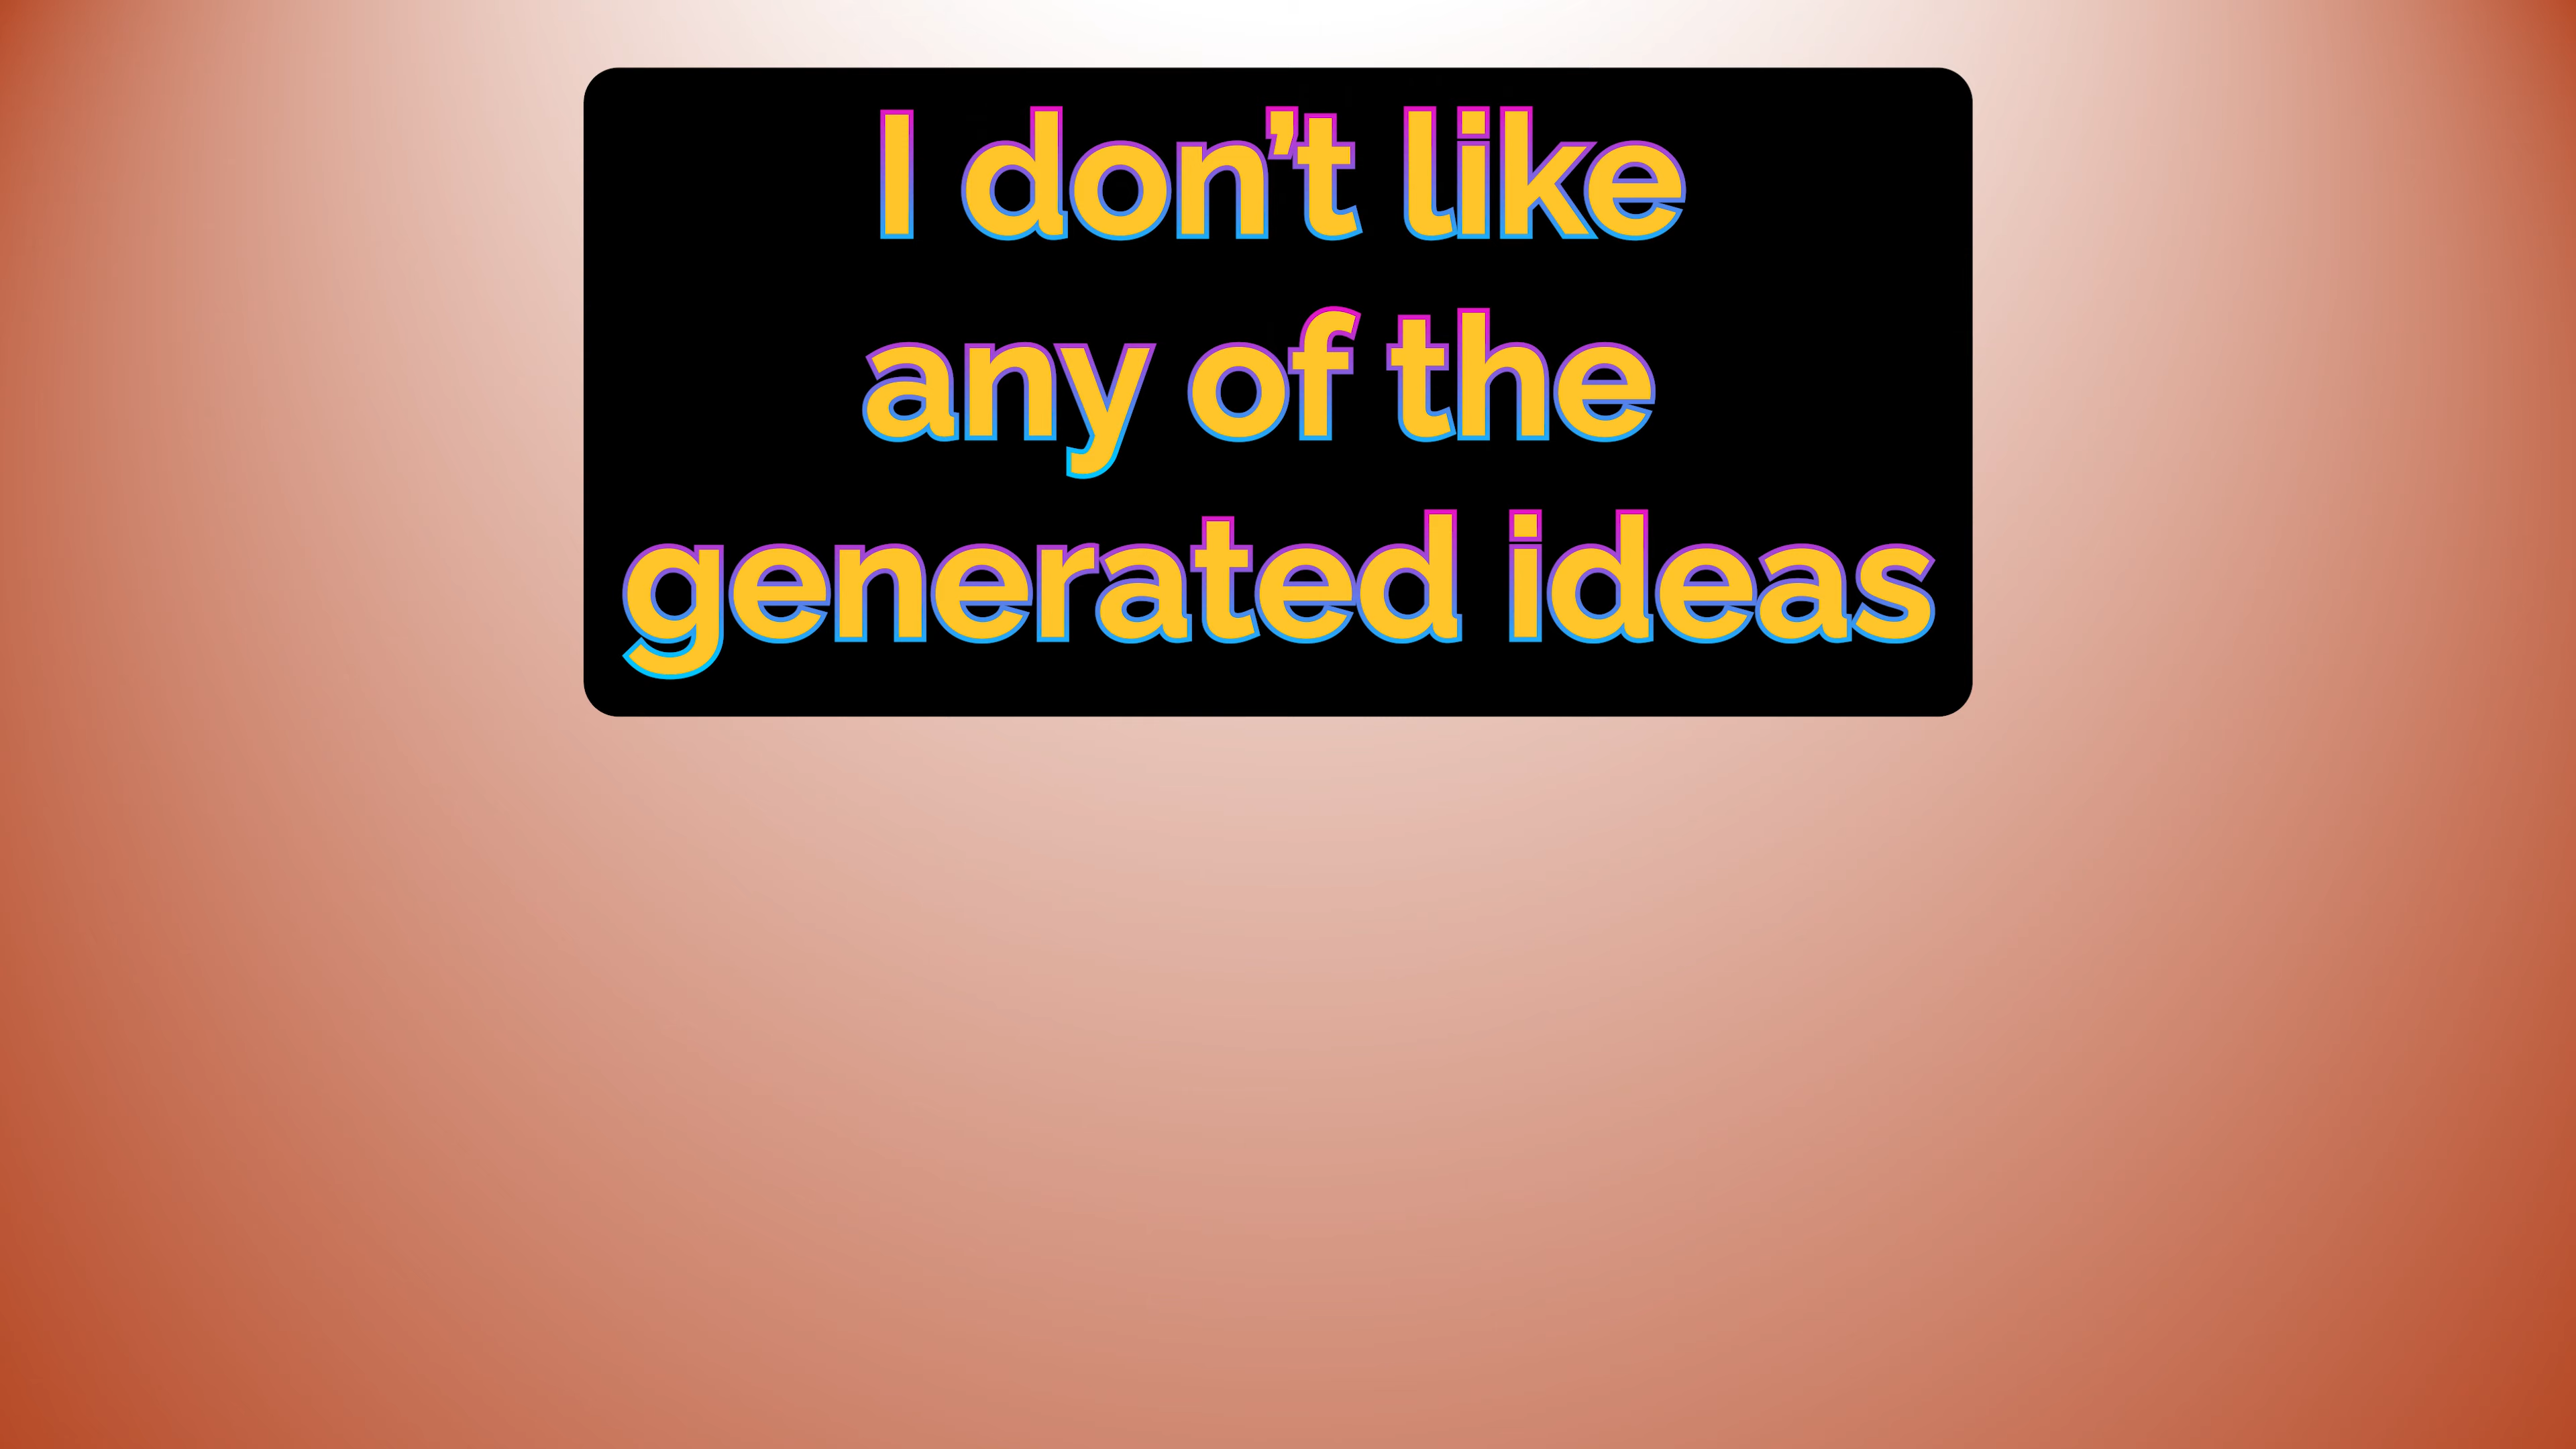 I don’t like
any of the
generated ideas